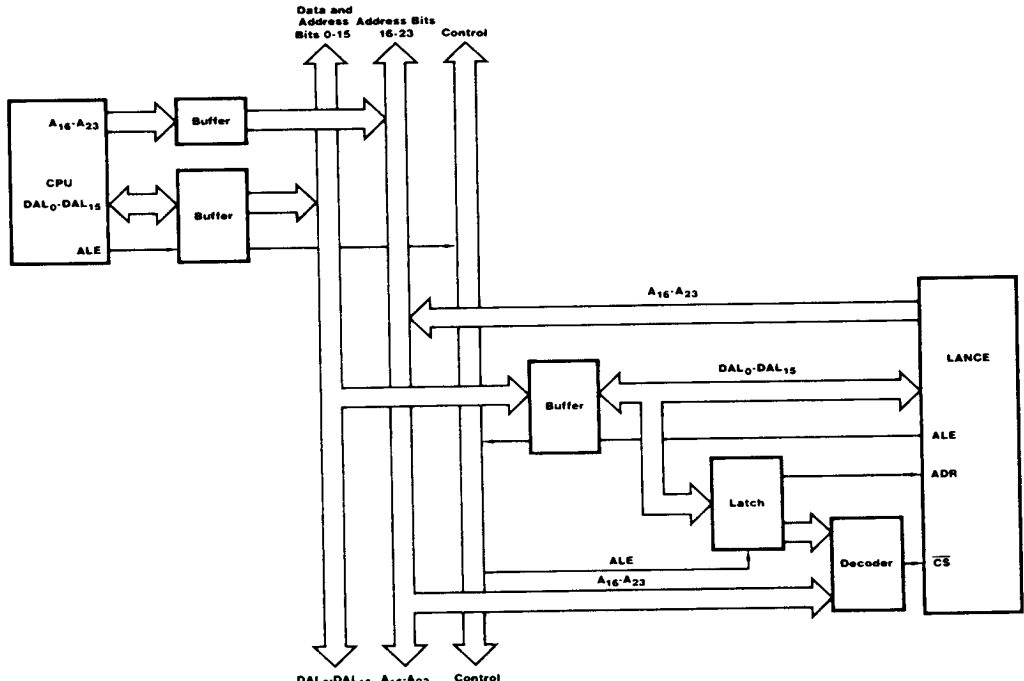 Data and
Address Address Bits
Bits 0-15 16-23 Control
A16-A23
Buffer
CPU
DAL0-DAL15
Buffer
ALE
A16-A23
LANCE
DAL0-DAL15
Buffer
ALE
ADR
Latch
ALE
Decoder
CS
A16-A23
Control